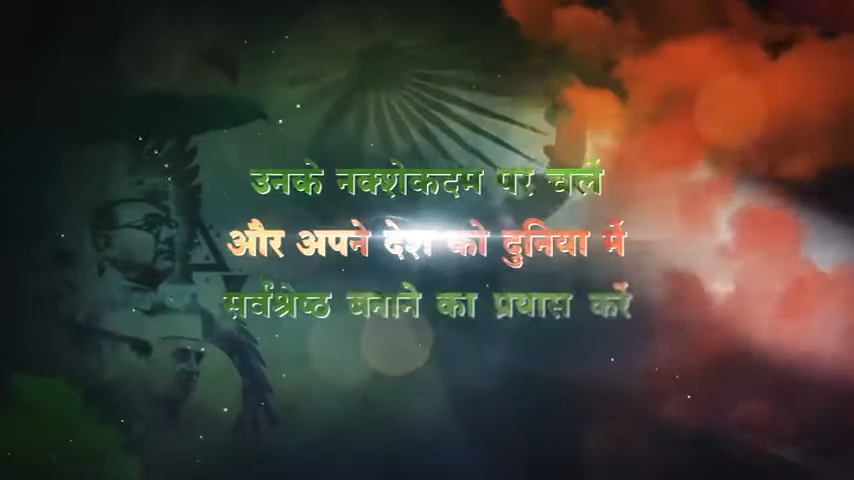 उनके नक्शेकदम पर चलें
और अपने देश को दुनिया में
सर्वश्रेष्ठ बनाने का प्रयास करें